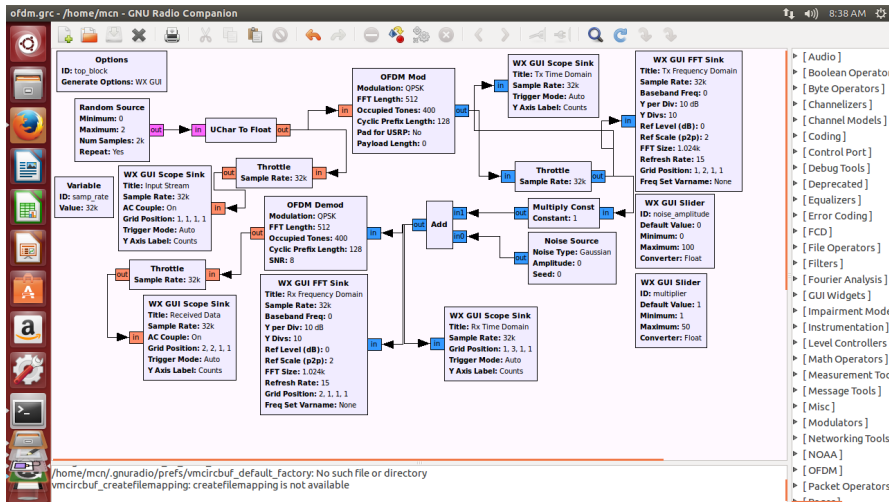 ofdm.grc - /home/mcn - GNU Radio Companion
8:38 AM
Options
ID: top_block
Generate Options: WX GUI
Random Source
Minimum: 0
Maximum: 2
Num Samples: 2k
Repeat: Yes
out
in
UChar To Float
out
in
OFDM Mod
Modulation: QPSK
FFT Length: 512
Occupied Tones: 400
Cyclic Prefix Length: 128
Pad for USRP: No
Payload Length: 0
out
in
WX GUI Scope Sink
Title: Tx Time Domain
Sample Rate: 32k
Trigger Mode: Auto
Y Axis Label: Counts
in
WX GUI FFT Sink
Title: Tx Frequency Domain
Sample Rate: 32k
Baseband Freq: 0
Y per Div: 10 dB
Y Divs: 10
Ref Level (dB): 0
Ref Scale (p2p): 2
FFT Size: 1.024k
Refresh Rate: 15
Grid Position: 1, 2, 1, 1
Freq Set Varname: None
Variable
ID: samp_rate
Value: 32k
WX GUI Scope Sink
Title: Input Stream
Sample Rate: 32k
AC Couple: On
Grid Position: 1, 1, 1, 1
Trigger Mode: Auto
Y Axis Label: Counts
in
out
Throttle
Sample Rate: 32k
in
in
Throttle
Sample Rate: 32k
out
OFDM Demod
Modulation: QPSK
FFT Length: 512
Occupied Tones: 400
Cyclic Prefix Length: 128
SNR: 8
out
in
out
Add
in1
in0
out
Multiply Const
Constant: 1
in
out
Noise Source
Noise Type: Gaussian
Amplitude: 0
Seed: 0
WX GUI Slider
ID: noise_amplitude
Default Value: 0
Minimum: 0
Maximum: 100
Converter: Float
WX GUI Slider
ID: multiplier
Default Value: 1
Minimum: 1
Maximum: 50
Converter: Float
out
Throttle
Sample Rate: 32k
in
in
WX GUI Scope Sink
Title: Received Data
Sample Rate: 32k
AC Couple: On
Grid Position: 2, 2, 1, 1
Trigger Mode: Auto
Y Axis Label: Counts
WX GUI FFT Sink
Title: Rx Frequency Domain
Sample Rate: 32k
Baseband Freq: 0
Y per Div: 10 dB
Y Divs: 10
Ref Level (dB): 0
Ref Scale (p2p): 2
FFT Size: 1.024k
Refresh Rate: 15
Grid Position: 2, 1, 1, 1
Freq Set Varname: None
in
in
WX GUI Scope Sink
Title: Rx Time Domain
Sample Rate: 32k
Grid Position: 1, 3, 1, 1
Trigger Mode: Auto
Y Axis Label: Counts
[ Audio ]
[ Boolean Operato
[ Byte Operators ]
[ Channelizers ]
[ Channel Models ]
[ Coding ]
[ Control Port ]
[ Debug Tools ]
[ Deprecated ]
[ Equalizers ]
[ Error Coding ]
[ FCD ]
[ File Operators ]
[ Filters ]
[ Fourier Analysis ]
[ GUI Widgets ]
[ Impairment Mode
[ Instrumentation ]
[ Level Controllers
[ Math Operators ]
[ Measurement Too
[ Message Tools ]
[ Misc ]
[ Modulators ]
[ Networking Tools
[ NOAA ]
[ OFDM ]
[ Packet Operators
/home/mcn/.gnuradio/prefs/vmcircbuf_default_factory: No such file or directory
vmcircbuf_createfilemapping: createfilemapping is not available